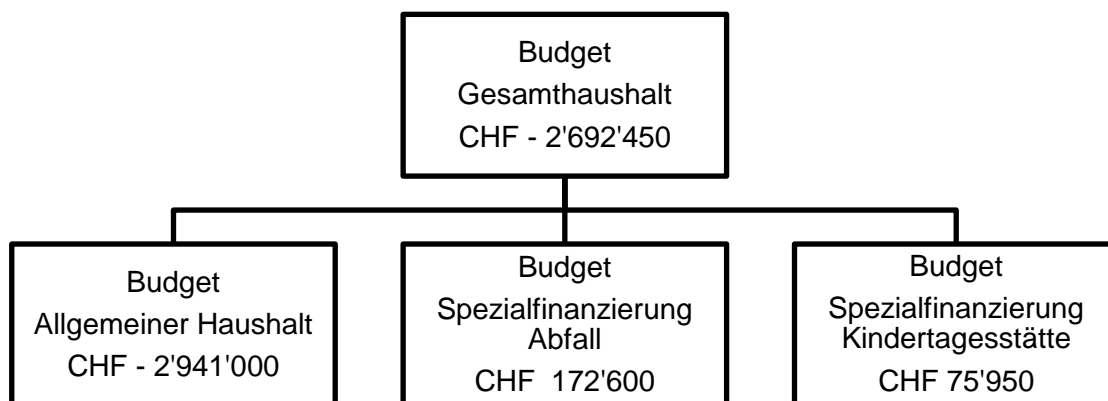 Budget
Gesamthaushalt
CHF - 2'692'450
Budget
Allgemeiner Haushalt
CHF - 2'941'000
Budget
Spezialfinanzierung
Abfall
CHF 172'600
Budget
Spezialfinanzierung
Kindertagesstätte
CHF 75'950